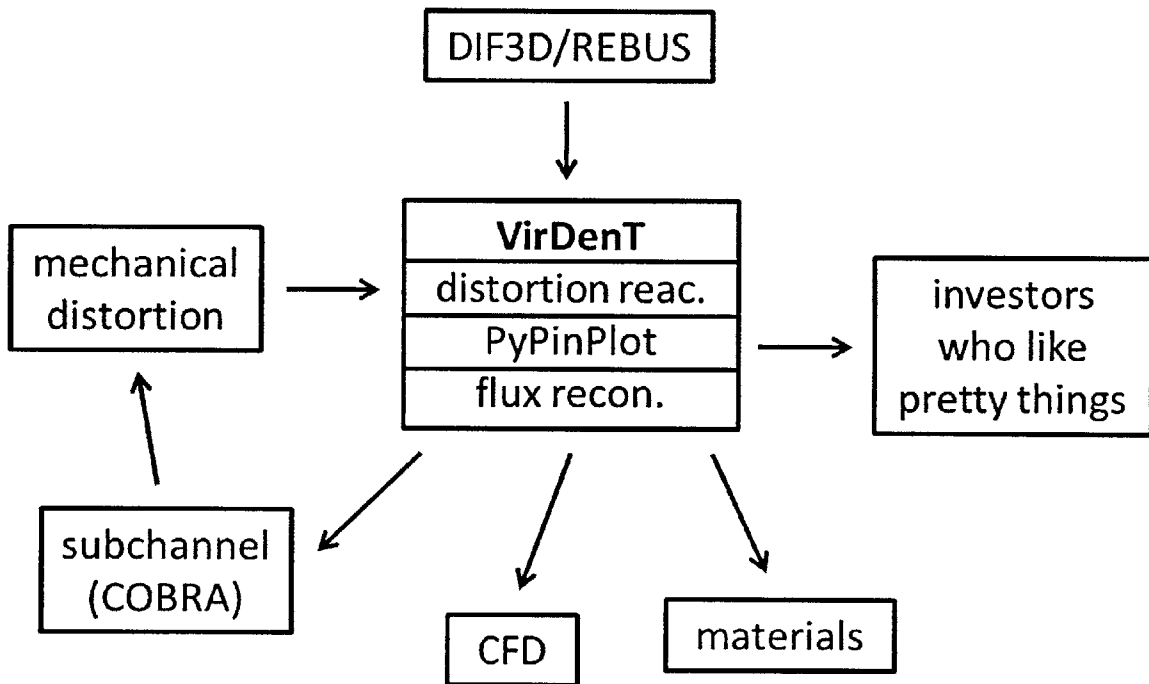 DIF3D/REBUS
mechanical
distortion
VirDenT
distortion reac.
PyPinPlot
flux recon.
investors
who like
pretty things
subchannel
(COBRA)
CFD
materials